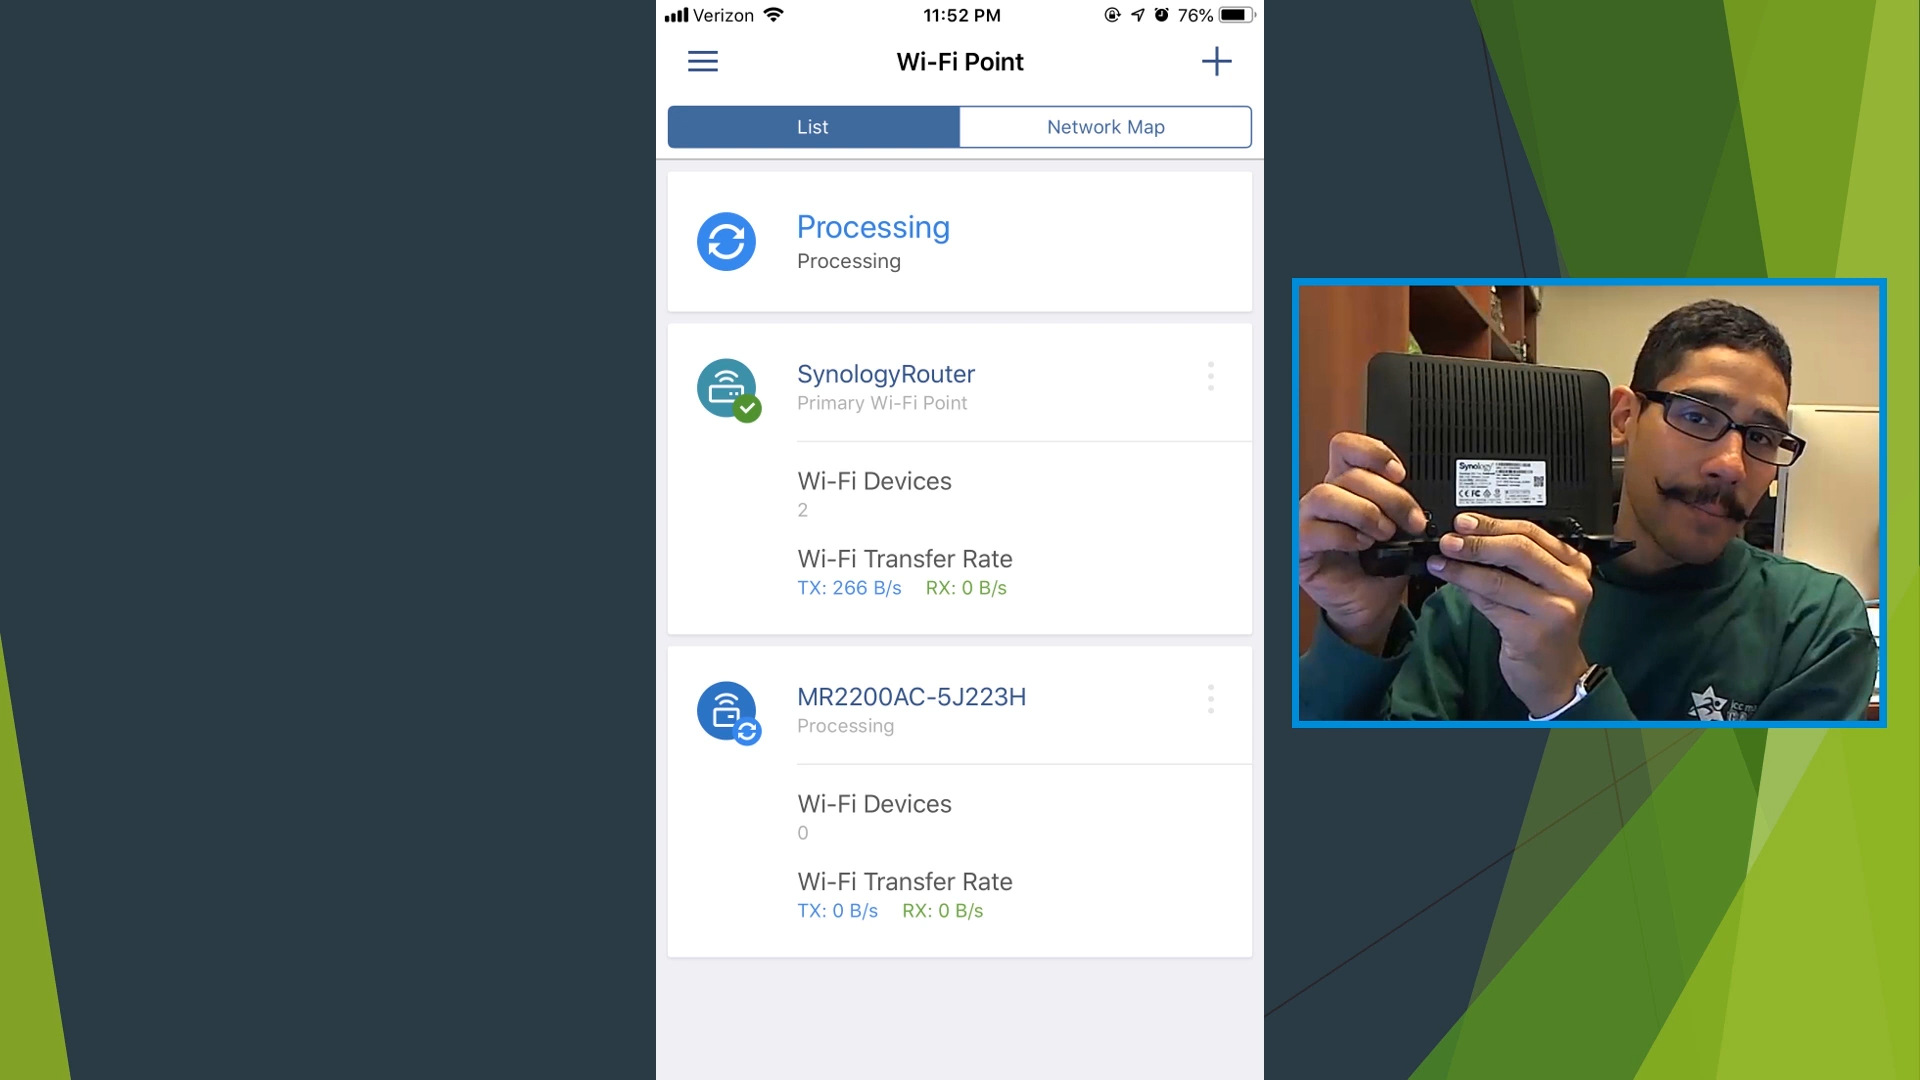 Verizon 11:52 PM 76%
Wi-Fi Point
List Network Map
Processing
Processing
SynologyRouter
Primary Wi-Fi Point
Wi-Fi Devices
2
Wi-Fi Transfer Rate
TX: 266 B/s RX: 0 B/s
MR2200AC-5J223H
Processing
Wi-Fi Devices
0
Wi-Fi Transfer Rate
TX: 0 B/s RX: 0 B/s
Synology